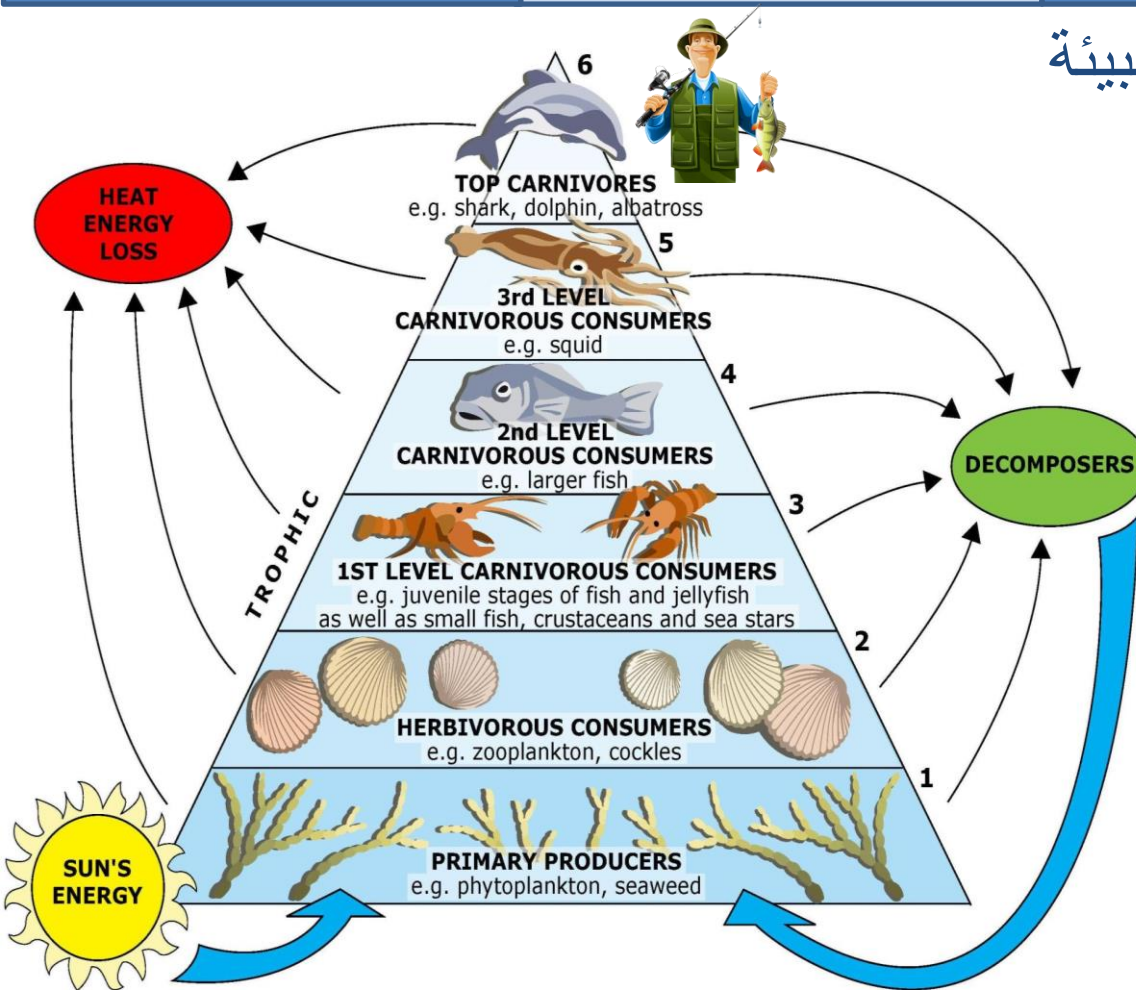 لبيئة
6
HEAT
ENERGY
LOSS
TOP CARNIVORES
e.g. shark, dolphin, albatross
5
3rd LEVEL
CARNIVOROUS CONSUMERS
e.g. squid
4
2nd LEVEL
CARNIVOROUS CONSUMERS
e.g. larger fish
DECOMPOSERS
3
TROPHIC
1ST LEVEL CARNIVOROUS CONSUMERS
e.g. juvenile stages of fish and jellyfish
as well as small fish, crustaceans and sea stars
2
HERBIVOROUS CONSUMERS
e.g. zooplankton, cockles
1
SUN'S
ENERGY
PRIMARY PRODUCERS
e.g. phytoplankton, seaweed